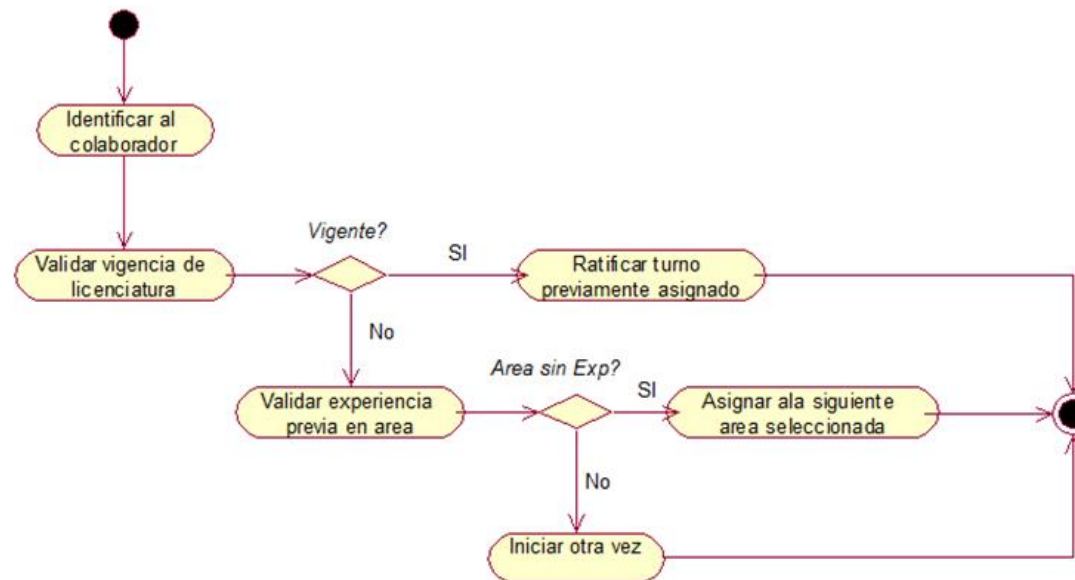 Identificar al
colaborador
Vigente?
Validar vigencia de
licenciatura
SI
Ratificar turno
previamente asignado
No
Area sin Exp?
Validar experiencia
previa en area
SI
Asignar ala siguiente
area seleccionada
No
Iniciar otra vez